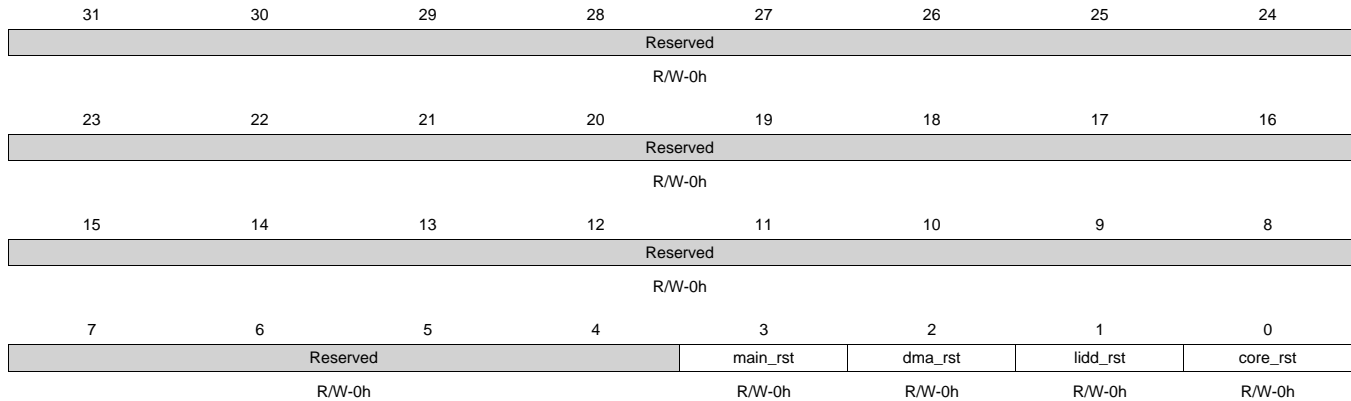 31 30 29 28 27 26 25 24
Reserved
R/W-0h
23 22 21 20 19 18 17 16
Reserved
R/W-0h
15 14 13 12 11 10 9 8
Reserved
R/W-0h
7 6 5 4 3 2 1 0
Reserved main_rst dma_rst lidd_rst core_rst
R/W-0h R/W-0h R/W-0h R/W-0h R/W-0h